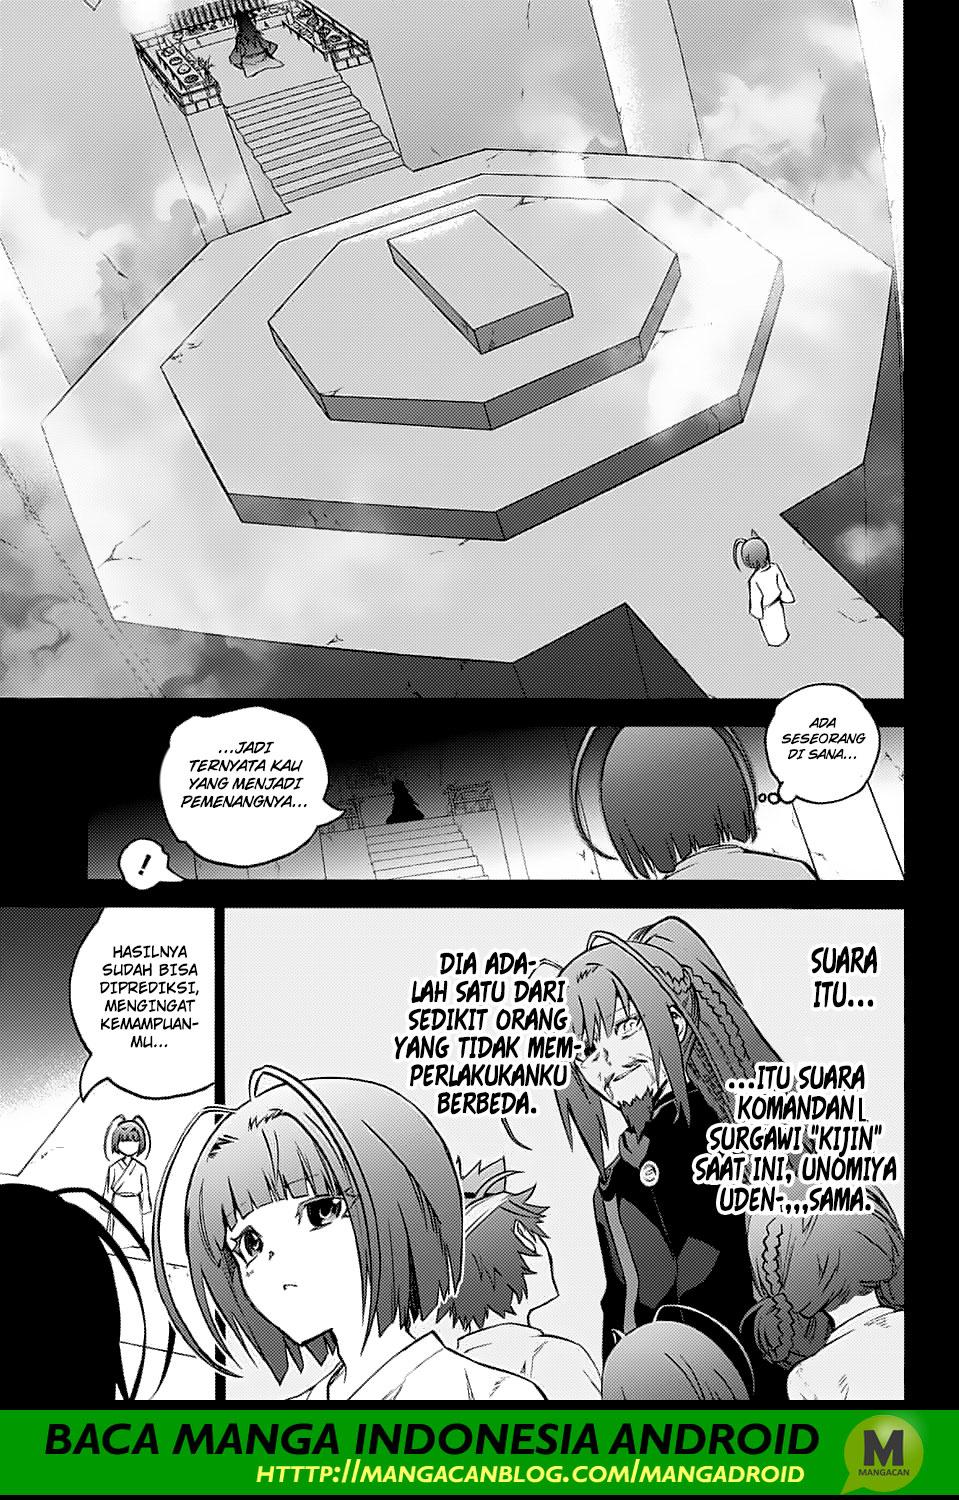 ADA
SESEORANG
DI SANA...
...JADI
TERNYATA KAU
YANG MENJADI
PEMENANGNYA...
!
SUARA
ITU...
...ITU SUARA
KOMANDAN
SURGAWI "KIJIN"
SAAT INI, UNOMIYA
UDEN-,,,,SAMA.
DIA ADA-
LAH SATU DARI
SEDIKIT ORANG
YANG TIDAK MEM-
PERLAKUKANKU
BERBEDA.
HASILNYA
SUDAH BISA
DIPREDIKSI,
MENGINGAT
KEMAMPUAN-
MU...
BACA MANGA INDONESIA ANDROID
HTTTP://MANGACANBLOG.COM/MANGADROID
M
MANGACAN